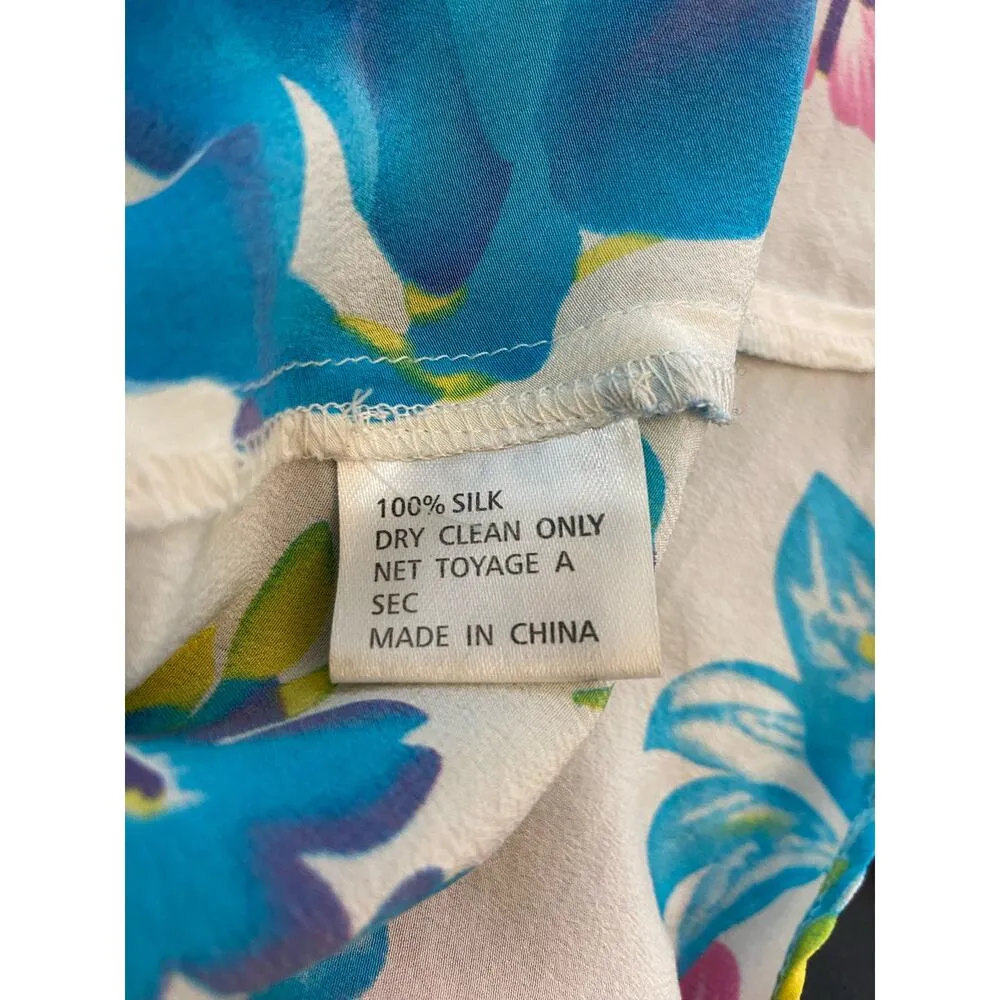 100% SILK
DRY CLEAN ONLY
NET TOYAGE A
SEC
MADE IN CHINA